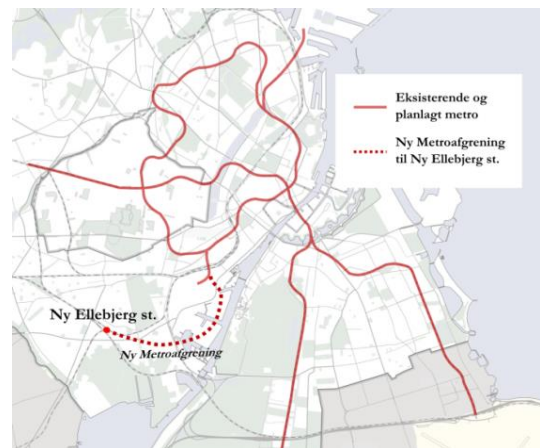 Eksisterende og
planlagt metro
Ny Metroafgrening
til Ny Ellebjerg st.
Ny Ellebjerg st.
Ny Metroafgrening